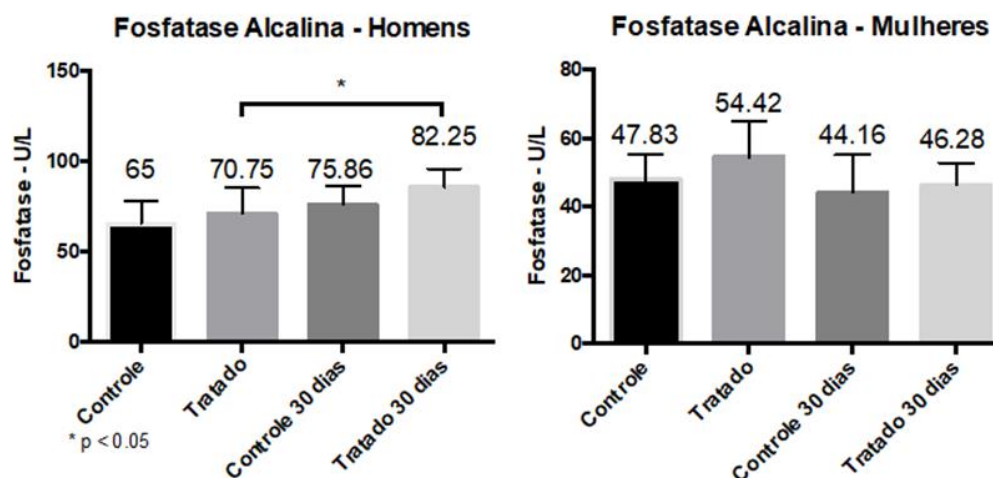 Fosfatase Alcalina - Homens
Fosfatase - U/L
150
100
50
0
*
65
70.75
75.86
82.25
Controle
Tratado
Controle 30 dias
Tratado 30 dias
* p < 0.05
Fosfatase Alcalina - Mulheres
Fosfatase - U/L
80
60
40
20
0
47.83
54.42
44.16
46.28
Controle
Tratado
Controle 30 dias
Tratado 30 dias